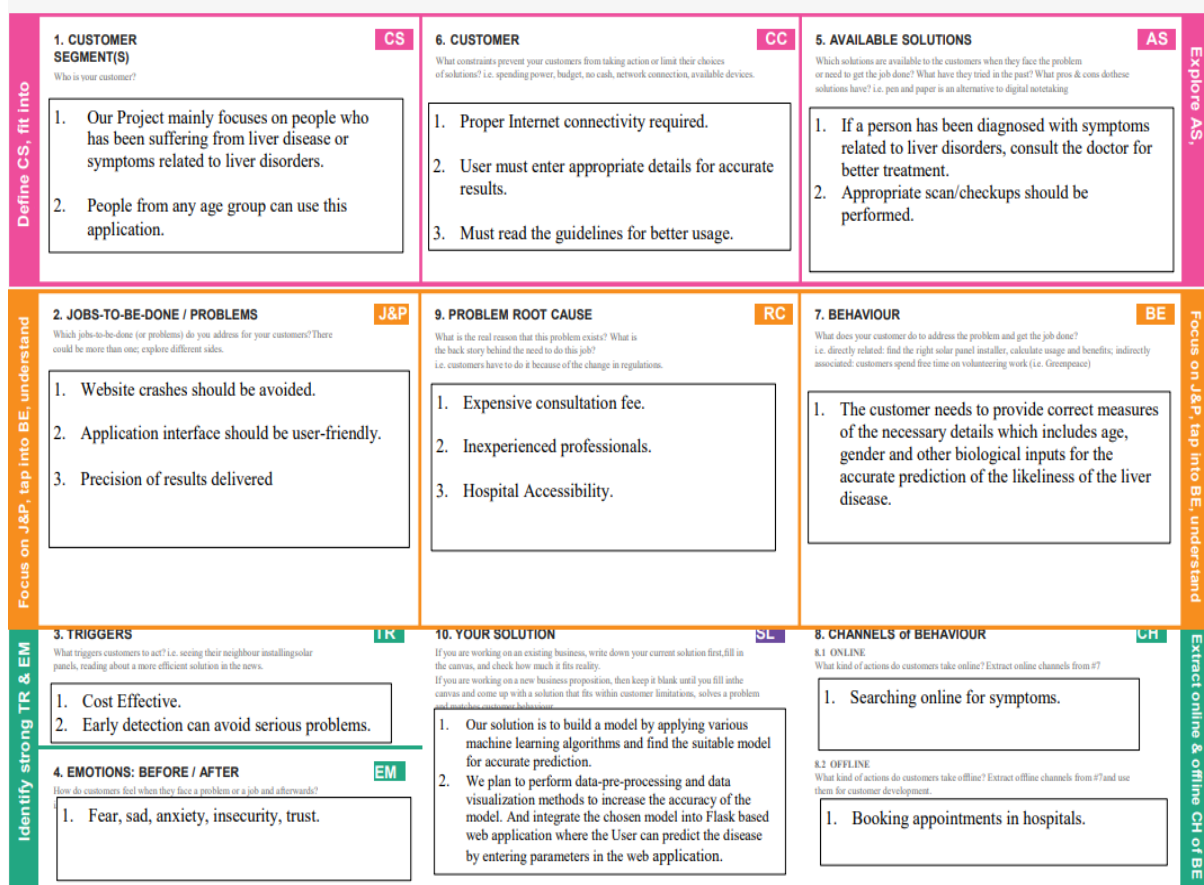 Define CS, fit into
1. CUSTOMER
SEGMENT(S)
CS
Who is your customer?
1. Our Project mainly focuses on people who
has been suffering from liver disease or
symptoms related to liver disorders.
2. People from any age group can use this
application.
6. CUSTOMER
CC
What constraints prevent your customers from taking action or limit their choices
of solutions? i.e. spending power, budget, no cash, network connection, available devices.
1. Proper Internet connectivity required.
2. User must enter appropriate details for accurate
results.
3. Must read the guidelines for better usage.
5. AVAILABLE SOLUTIONS
AS
Which solutions are available to the customers when they face the problem
or need to get the job done? What have they tried in the past? What pros & cons dothese
solutions have? i.e. pen and paper is an alternative to digital notetaking
1. If a person has been diagnosed with symptoms
related to liver disorders, consult the doctor for
better treatment.
2. Appropriate scan/checkups should be
performed.
Explore AS,
Focus on J&P, tap into BE, understand
2. JOBS-TO-BE-DONE / PROBLEMS
J&P
Which jobs-to-be-done (or problems) do you address for your customers? There
could be more than one; explore different sides.
1. Website crashes should be avoided.
2. Application interface should be user-friendly.
3. Precision of results delivered
9. PROBLEM ROOT CAUSE
RC
What is the real reason that this problem exists? What is
the back story behind the need to do this job?
i.e. customers have to do it because of the change in regulations.
1. Expensive consultation fee.
2. Inexperienced professionals.
3. Hospital Accessibility.
7. BEHAVIOUR
BE
What does your customer do to address the problem and get the job done?
i.e. directly related: find the right solar panel installer, calculate usage and benefits; indirectly
associated: customers spend free time on volunteering work (i.e. Greenpeace)
1. The customer needs to provide correct measures
of the necessary details which includes age,
gender and other biological inputs for the
accurate prediction of the likeliness of the liver
disease.
Focus on J&P, tap into BE, understand
Identify strong TR & EM
3. TRIGGERS
TR
What triggers customers to act? i.e. seeing their neighbour installingsolar
panels, reading about a more efficient solution in the news.
1. Cost Effective.
2. Early detection can avoid serious problems.
4. EMOTIONS: BEFORE / AFTER
EM
How do customers feel when they face a problem or a job and afterwards?
1. Fear, sad, anxiety, insecurity, trust.
10. YOUR SOLUTION
SL
If you are working on an existing business, write down your current solution first, fill in
the canvas, and check how much it fits reality.
If you are working on a new business proposition, then keep it blank until you fill inthe
canvas and come up with a solution that fits within customer limitations, solves a problem
and matches customer behaviour
1. Our solution is to build a model by applying various
machine learning algorithms and find the suitable model
for accurate prediction.
2. We plan to perform data-pre-processing and data
visualization methods to increase the accuracy of the
model. And integrate the chosen model into Flask based
web application where the User can predict the disease
by entering parameters in the web application.
8. CHANNELS of BEHAVIOUR
CH
8.1 ONLINE
What kind of actions do customers take online? Extract online channels from #7
1. Searching online for symptoms.
8.2 OFFLINE
What kind of actions do customers take offline? Extract offline channels from #7and use
them for customer development.
1. Booking appointments in hospitals.
Extract online & offline CH of BE